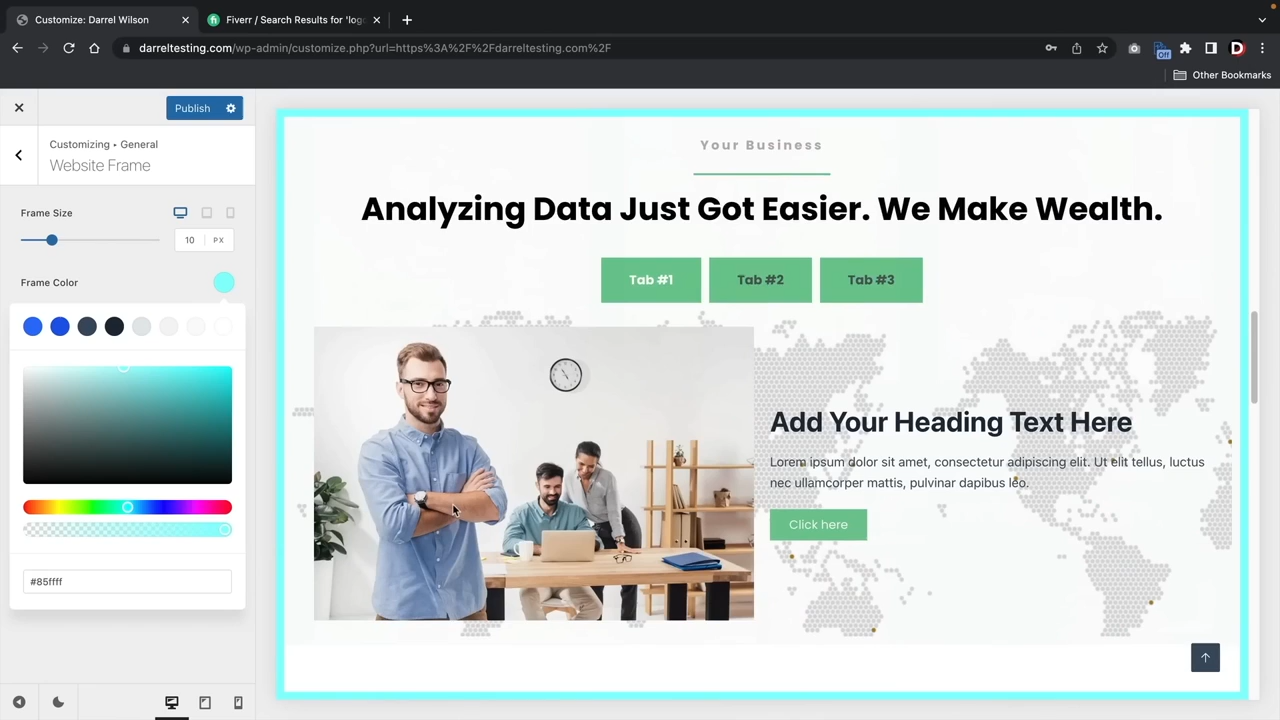 Customize: Darrel Wilson
Fiverr / Search Results for 'logo
darreltesting.com/wp-admin/customize.php?url=https%3A%2F%2Fdarreltesting.com%2F
Off
D
Other Bookmarks
Publish
Customizing • General
Website Frame
Frame Size
10 PX
Frame Color
#85ffff
Your Business
Analyzing Data Just Got Easier. We Make Wealth.
Tab #1
Tab #2
Tab #3
Add Your Heading Text Here
Lorem ipsum dolor sit amet, consectetur adipiscing elit. Ut elit tellus, luctus
nec ullamcorper mattis, pulvinar dapibus leo.
Click here